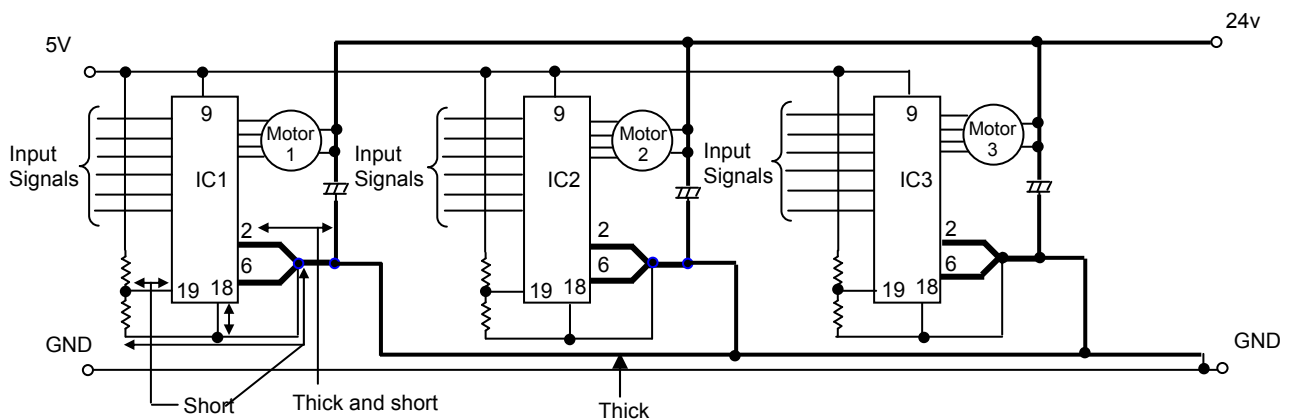 24v
5V
9
Motor
1
Input
Signals
IC1
2
6
19
18
9
Motor
2
Input
Signals
IC2
2
6
19
18
9
Motor
3
Input
Signals
IC3
2
6
19
18
GND
GND
Short
Thick and short
Thick